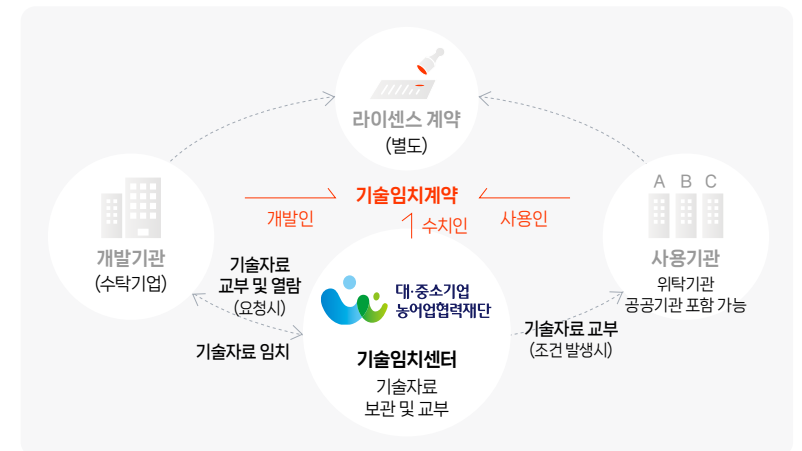 라이센스 계약
(별도)
기술임치계약
개발인
수치인
사용인
개발기관
(수탁기업)
A B C
사용기관
위탁기관
공공기관 포함 가능
기술자료
교부 및 열람
(요청시)
기술자료 임치
대·중소기업
농어업협력재단
기술임치센터
기술자료
보관 및 교부
기술자료 교부
(조건 발생시)